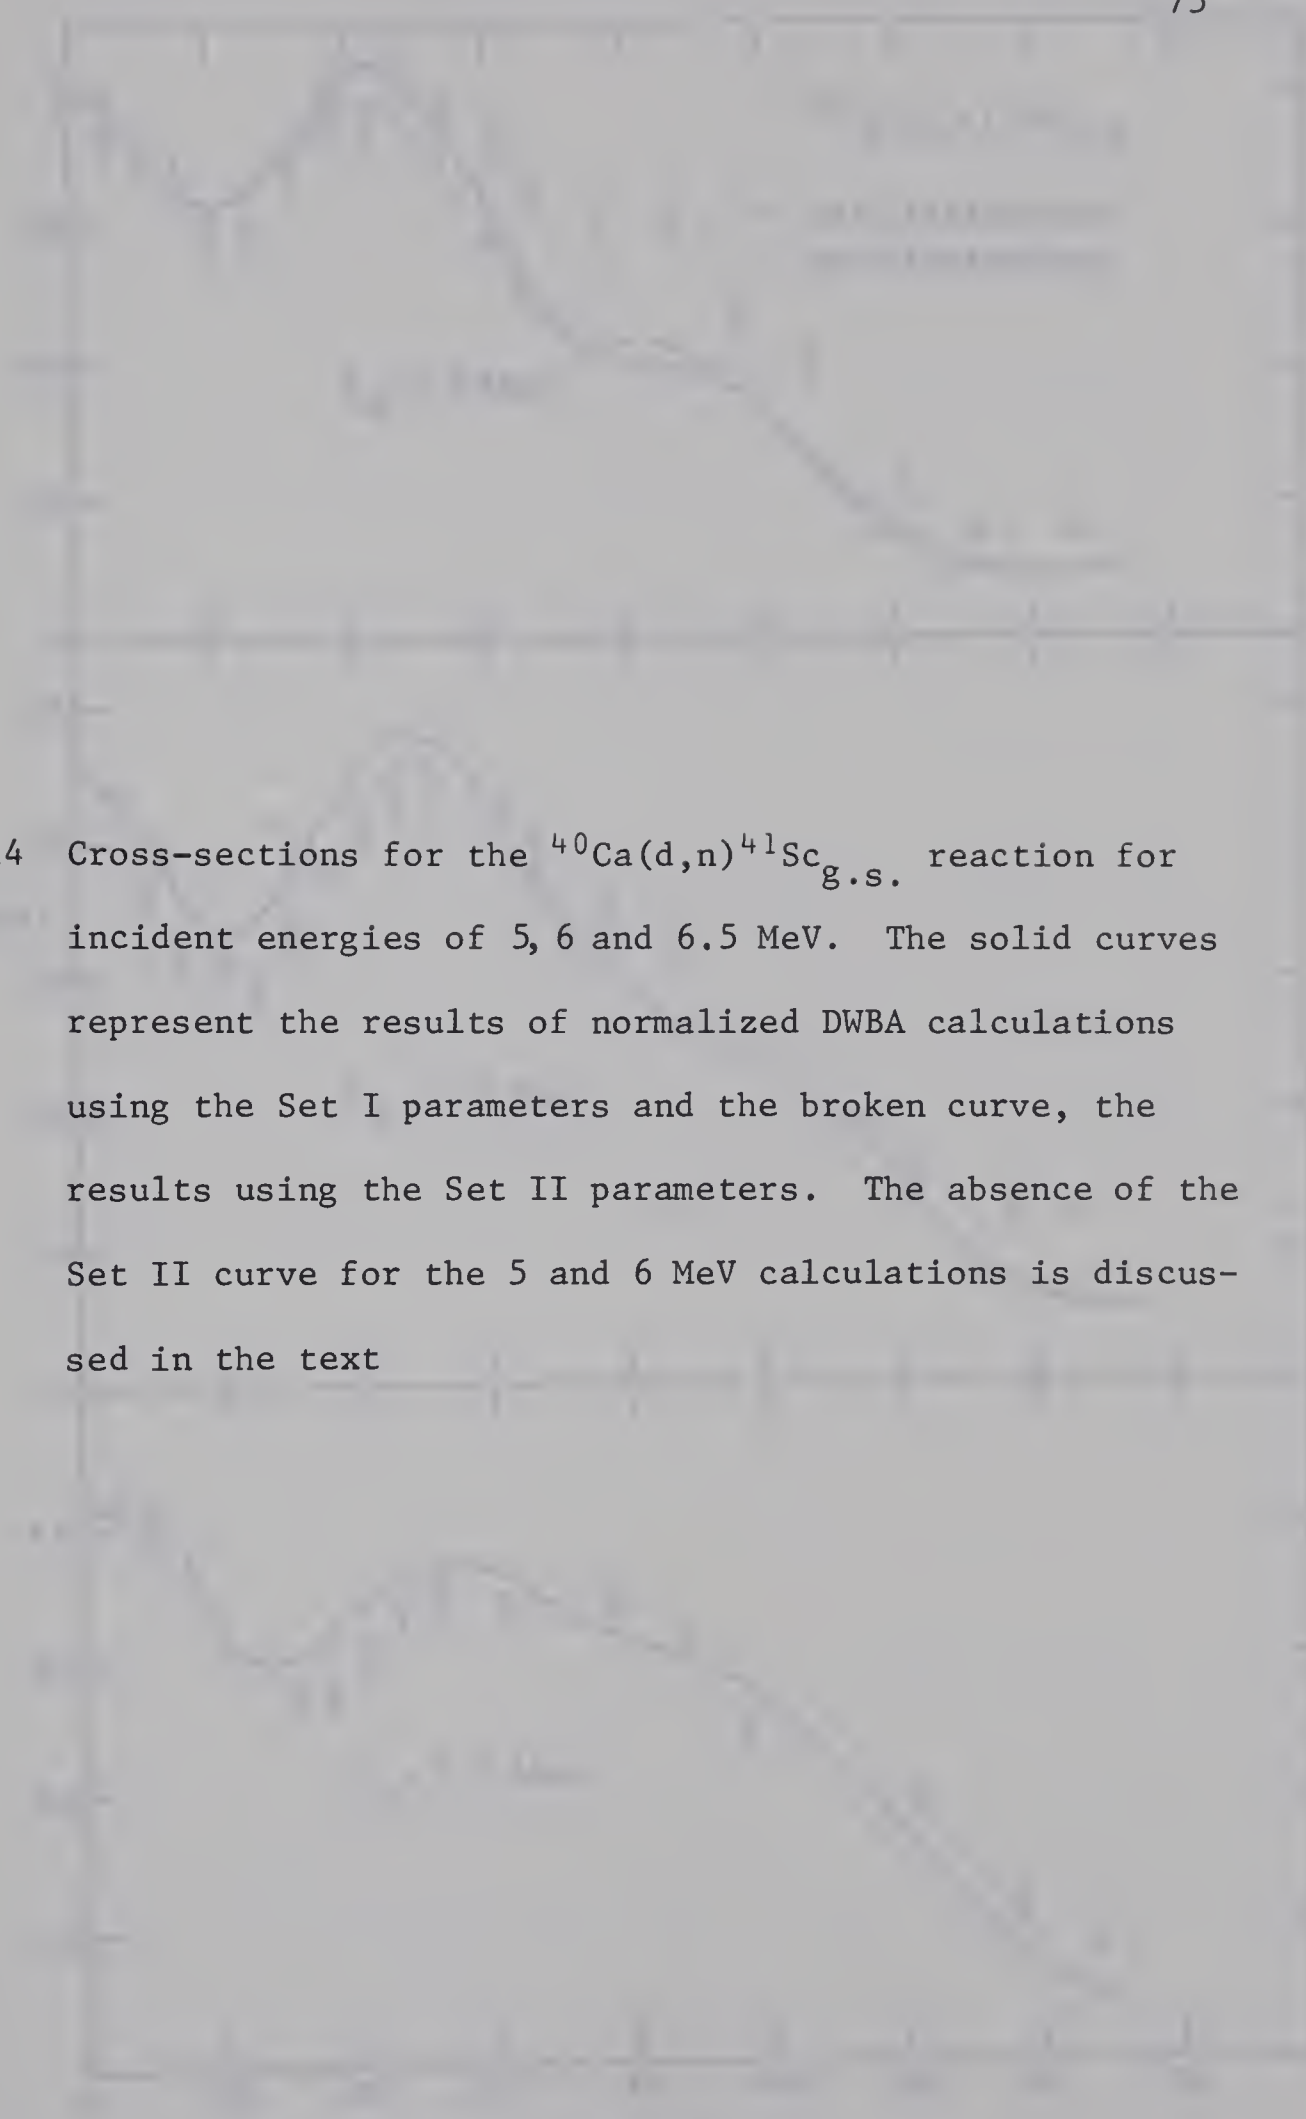 4 Cross-sections for the ⁴⁰Ca(d,n)⁴¹Sc_g.s. reaction for
incident energies of 5, 6 and 6.5 MeV. The solid curves
represent the results of normalized DWBA calculations
using the Set I parameters and the broken curve, the
results using the Set II parameters. The absence of the
Set II curve for the 5 and 6 MeV calculations is discus-
sed in the text